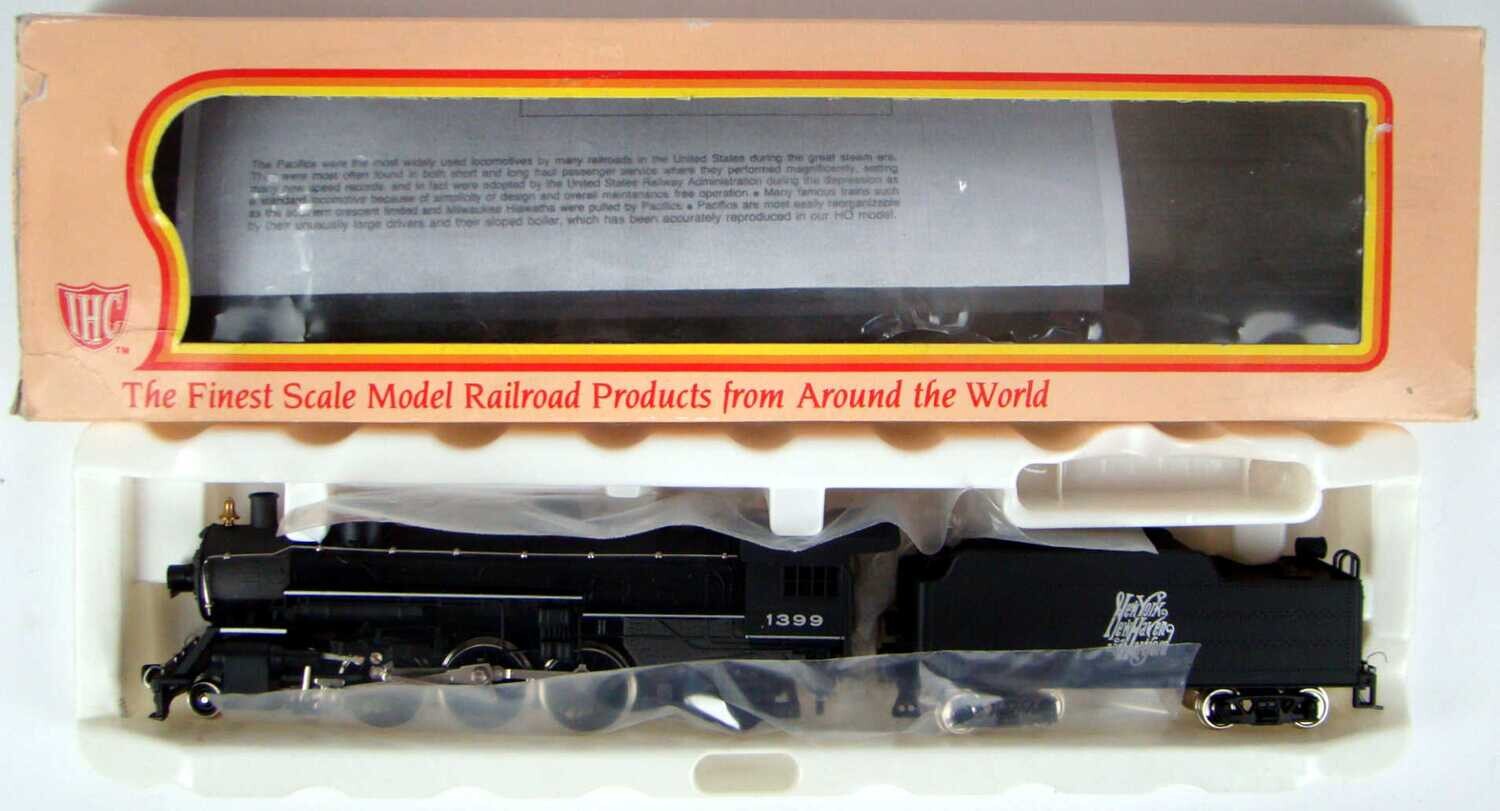 The Pacifics were the most widely used locomotives by many railroads in the United States during the great steam era.
They were most often found in both short and long haul passenger service where they performed magnificently, setting
many new speed records, and in fact were adopted by the United States Railway Administration during the depression as
a standard locomotive because of simplicity of design and overall maintenance free operation. • Many famous trains such
as the southern crescent limited and Milwaukee Hiawatha were pulled by Pacifics. • Pacifics are most easily reorganizable
by their unusually large drivers and their sloped boiler, which has been accurately reproduced in our HO model.
IHC
TM
The Finest Scale Model Railroad Products from Around the World
1399
New York
New Haven
and Hartford